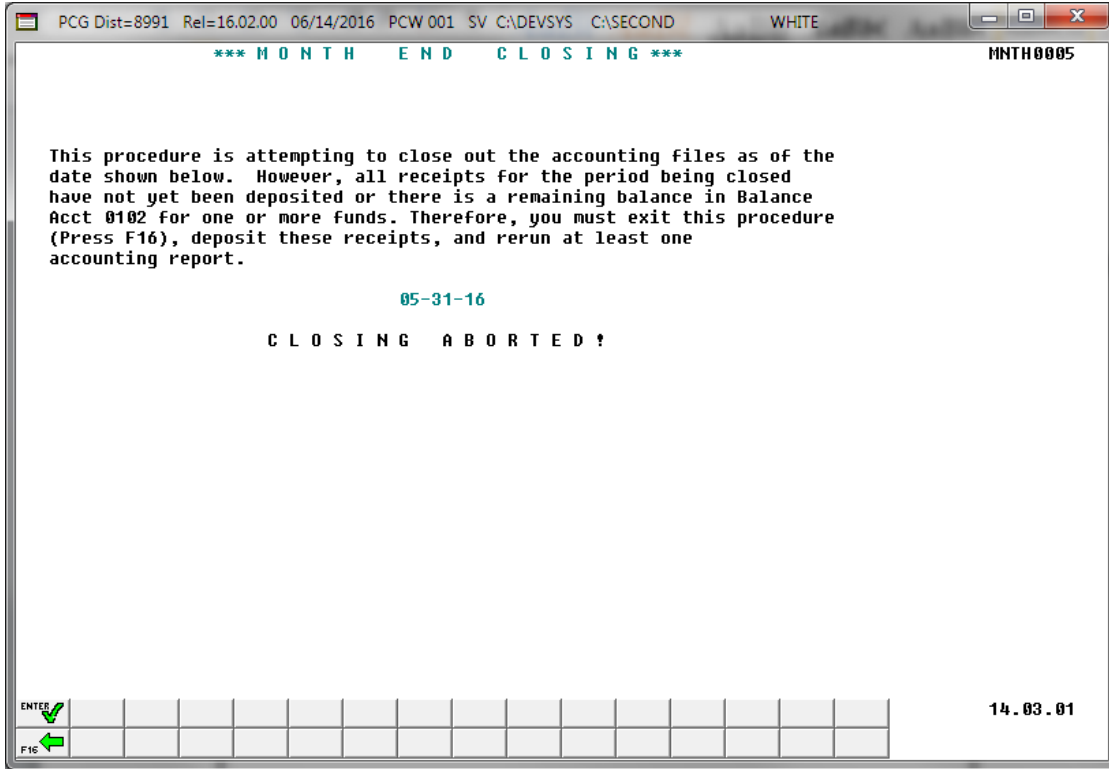 PCG Dist=8991 Rel=16.02.00 06/14/2016 PCW 001 SV C:\DEVSYS C:\SECOND WHITE
*** M O N T H   E N D   C L O S I N G *** MNTH0005
This procedure is attempting to close out the accounting files as of the
date shown below.  However, all receipts for the period being closed
have not yet been deposited or there is a remaining balance in Balance
Acct 0102 for one or more funds. Therefore, you must exit this procedure
(Press F16), deposit these receipts, and rerun at least one
accounting report.
05-31-16
C L O S I N G   A B O R T E D !
ENTER 14.03.01
F16